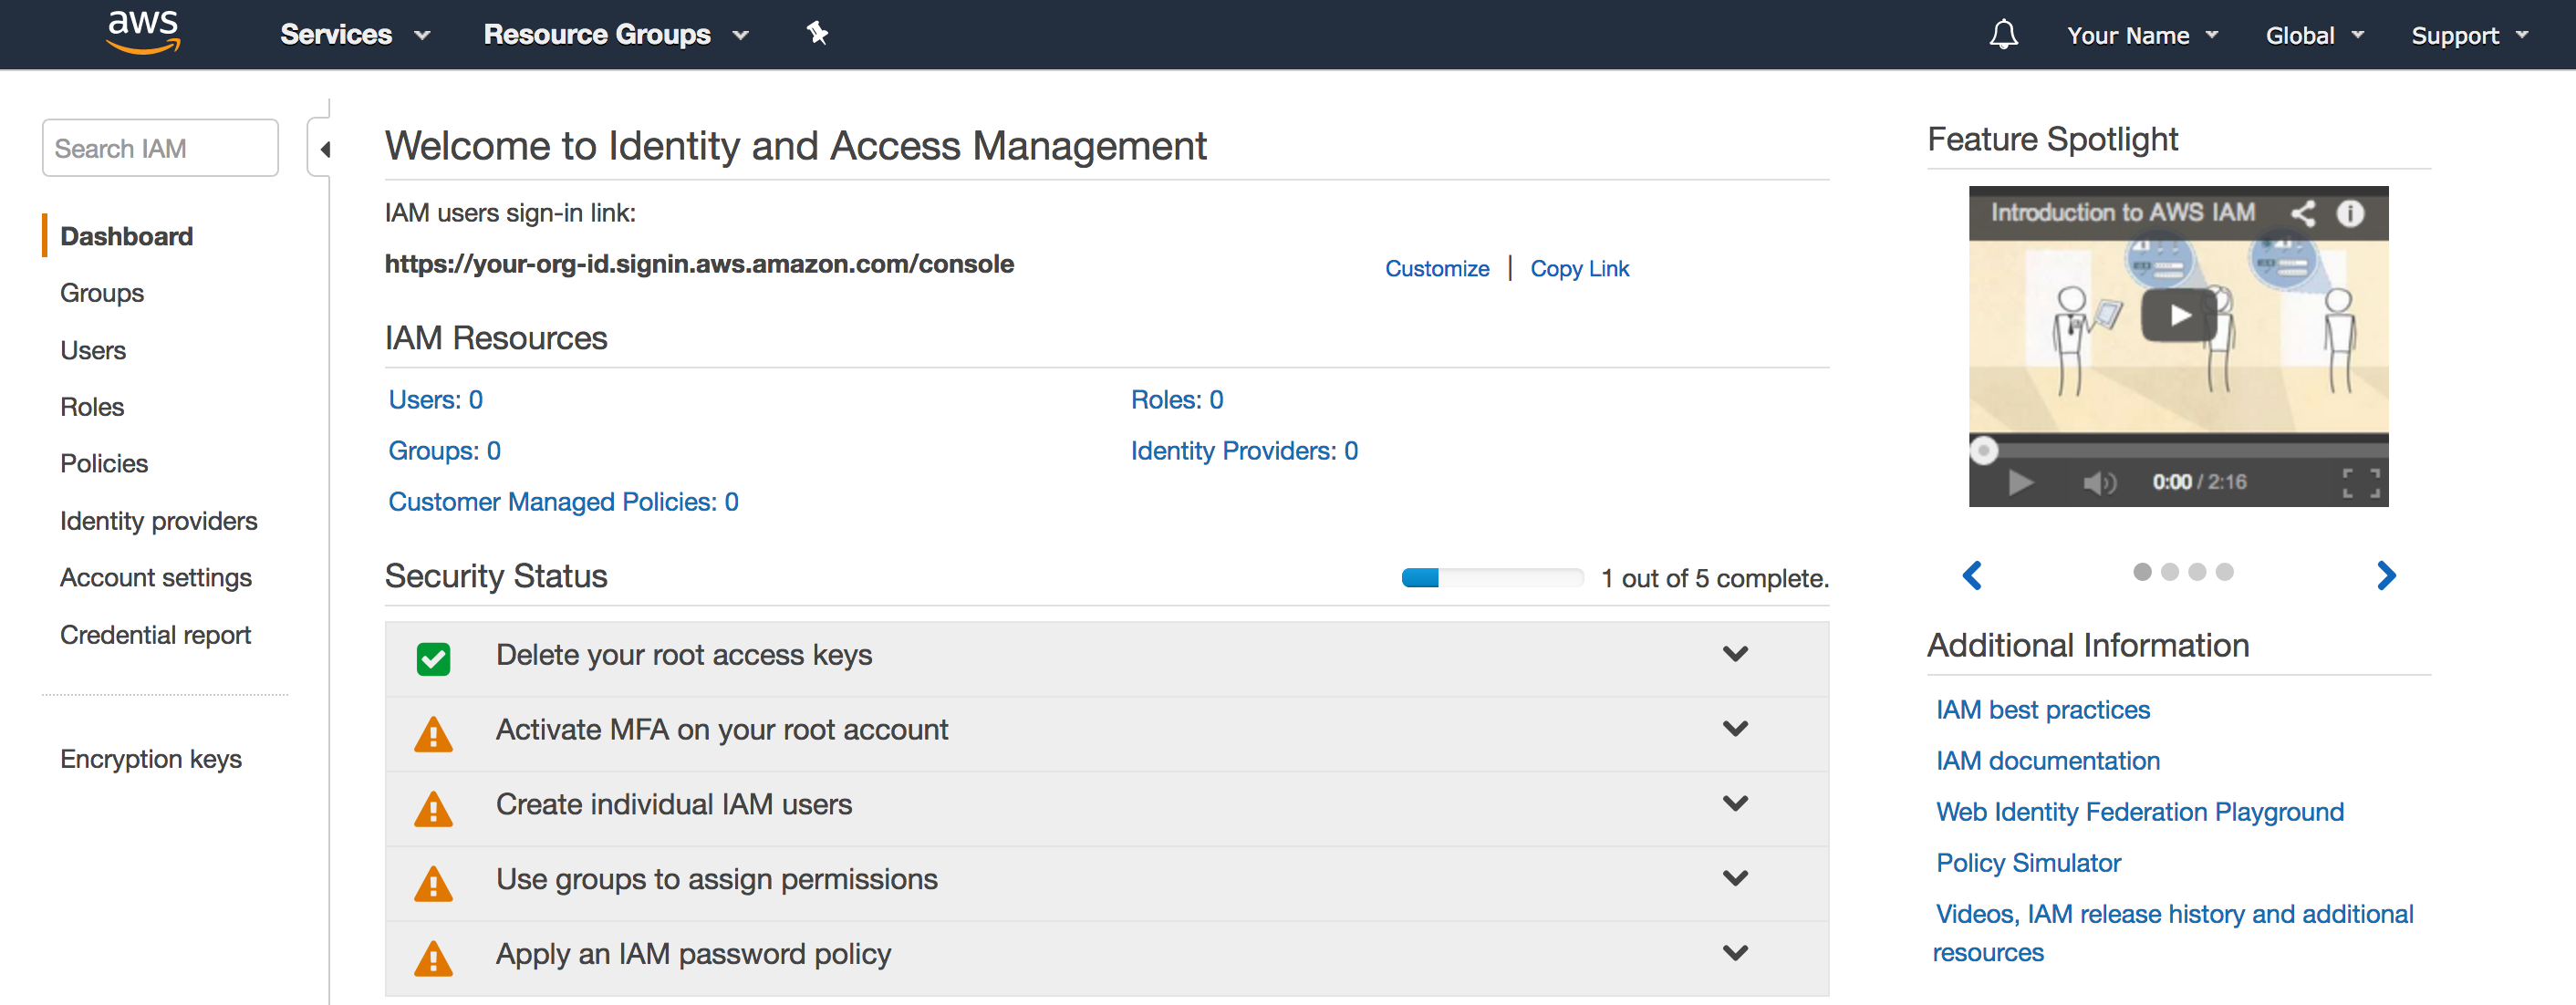 aws
Services
Resource Groups
Your Name
Global
Support
Search IAM
Dashboard
Groups
Users
Roles
Policies
Identity providers
Account settings
Credential report
Encryption keys
Welcome to Identity and Access Management
IAM users sign-in link:
https://your-org-id.signin.aws.amazon.com/console
Customize | Copy Link
IAM Resources
Users: 0
Roles: 0
Groups: 0
Identity Providers: 0
Customer Managed Policies: 0
Security Status
1 out of 5 complete.
Delete your root access keys
Activate MFA on your root account
Create individual IAM users
Use groups to assign permissions
Apply an IAM password policy
Feature Spotlight
Introduction to AWS IAM
0:00 / 2:16
Additional Information
IAM best practices
IAM documentation
Web Identity Federation Playground
Policy Simulator
Videos, IAM release history and additional
resources